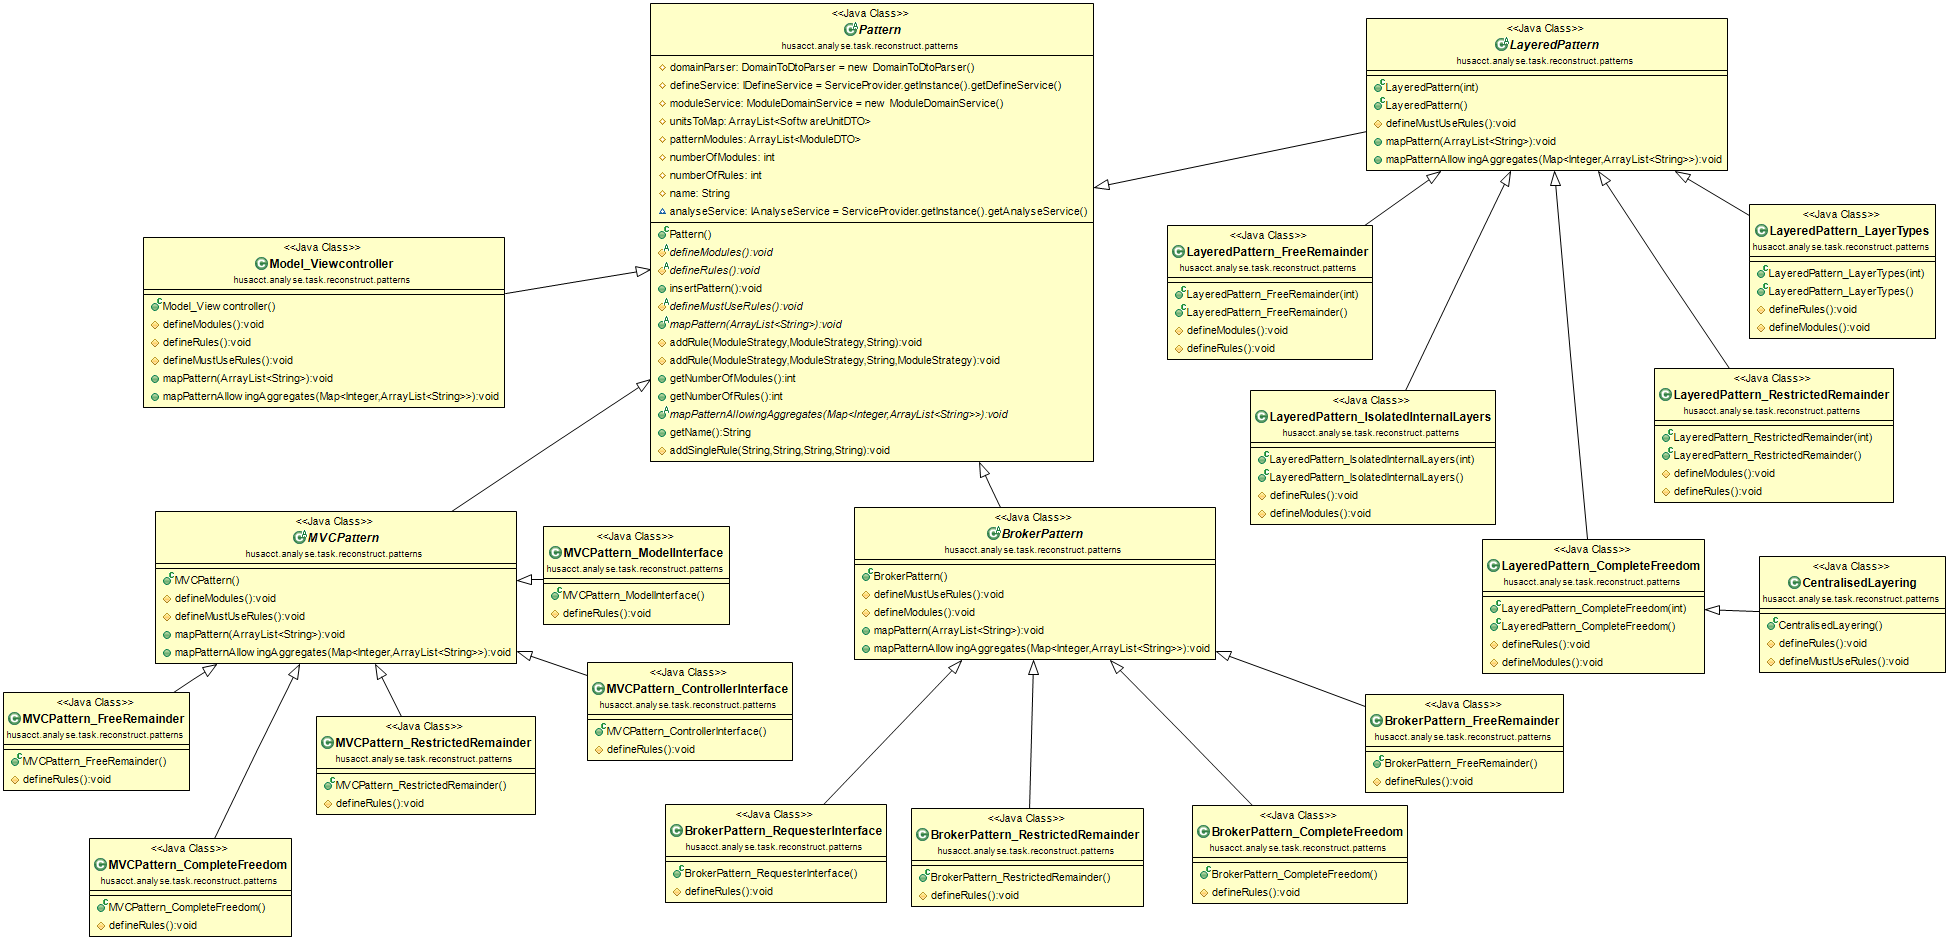 <<Java Class>>
Pattern
husacct.analyse.task.reconstruct.patterns
domainParser: DomainToDtoParser = new DomainToDtoParser()
defineService: IDefineService = ServiceProvider.getInstance().getDefineService()
moduleService: ModuleDomainService = new ModuleDomainService()
unitsToMap: ArrayList<SoftwareUnitDTO>
patternModules: ArrayList<ModuleDTO>
numberOfModules: int
numberOfRules: int
name: String
analyseService: IAnalyseService = ServiceProvider.getInstance().getAnalyseService()
Pattern()
defineModules():void
defineRules():void
insertPattern():void
defineMustUseRules():void
mapPattern(ArrayList<String>):void
addRule(ModuleStrategy,ModuleStrategy,String):void
addRule(ModuleStrategy,ModuleStrategy,String,ModuleStrategy):void
getNumberOfModules():int
getNumberOfRules():int
mapPatternAllowingAggregates(Map<Integer,ArrayList<String>>):void
getName():String
addSingleRule(String,String,String,String):void
<<Java Class>>
LayeredPattern
husacct.analyse.task.reconstruct.patterns
LayeredPattern(int)
LayeredPattern()
defineMustUseRules():void
mapPattern(ArrayList<String>):void
mapPatternAllowingAggregates(Map<Integer,ArrayList<String>>):void
<<Java Class>>
Model_Viewcontroller
husacct.analyse.task.reconstruct.patterns
Model_Viewcontroller()
defineModules():void
defineRules():void
defineMustUseRules():void
mapPattern(ArrayList<String>):void
mapPatternAllowingAggregates(Map<Integer,ArrayList<String>>):void
<<Java Class>>
LayeredPattern_FreeRemainder
husacct.analyse.task.reconstruct.patterns
LayeredPattern_FreeRemainder(int)
LayeredPattern_FreeRemainder()
defineModules():void
defineRules():void
<<Java Class>>
LayeredPattern_LayerTypes
husacct.analyse.task.reconstruct.patterns
LayeredPattern_LayerTypes(int)
LayeredPattern_LayerTypes()
defineRules():void
defineModules():void
<<Java Class>>
LayeredPattern_IsolatedInternalLayers
husacct.analyse.task.reconstruct.patterns
LayeredPattern_IsolatedInternalLayers(int)
LayeredPattern_IsolatedInternalLayers()
defineRules():void
defineModules():void
<<Java Class>>
LayeredPattern_RestrictedRemainder
husacct.analyse.task.reconstruct.patterns
LayeredPattern_RestrictedRemainder(int)
LayeredPattern_RestrictedRemainder()
defineModules():void
defineRules():void
<<Java Class>>
MVCPattern
husacct.analyse.task.reconstruct.patterns
MVCPattern()
defineModules():void
defineMustUseRules():void
mapPattern(ArrayList<String>):void
mapPatternAllowingAggregates(Map<Integer,ArrayList<String>>):void
<<Java Class>>
MVCPattern_ModelInterface
husacct.analyse.task.reconstruct.patterns
MVCPattern_ModelInterface()
defineRules():void
<<Java Class>>
BrokerPattern
husacct.analyse.task.reconstruct.patterns
BrokerPattern()
defineMustUseRules():void
defineModules():void
mapPattern(ArrayList<String>):void
mapPatternAllowingAggregates(Map<Integer,ArrayList<String>>):void
<<Java Class>>
LayeredPattern_CompleteFreedom
husacct.analyse.task.reconstruct.patterns
LayeredPattern_CompleteFreedom(int)
LayeredPattern_CompleteFreedom()
defineRules():void
defineModules():void
<<Java Class>>
CentralisedLayering
husacct.analyse.task.reconstruct.patterns
CentralisedLayering()
defineRules():void
defineMustUseRules():void
<<Java Class>>
MVCPattern_FreeRemainder
husacct.analyse.task.reconstruct.patterns
MVCPattern_FreeRemainder()
defineRules():void
<<Java Class>>
MVCPattern_RestrictedRemainder
husacct.analyse.task.reconstruct.patterns
MVCPattern_RestrictedRemainder()
defineRules():void
<<Java Class>>
MVCPattern_ControllerInterface
husacct.analyse.task.reconstruct.patterns
MVCPattern_ControllerInterface()
defineRules():void
<<Java Class>>
BrokerPattern_FreeRemainder
husacct.analyse.task.reconstruct.patterns
BrokerPattern_FreeRemainder()
defineRules():void
<<Java Class>>
MVCPattern_CompleteFreedom
husacct.analyse.task.reconstruct.patterns
MVCPattern_CompleteFreedom()
defineRules():void
<<Java Class>>
BrokerPattern_RequesterInterface
husacct.analyse.task.reconstruct.patterns
BrokerPattern_RequesterInterface()
defineRules():void
<<Java Class>>
BrokerPattern_RestrictedRemainder
husacct.analyse.task.reconstruct.patterns
BrokerPattern_RestrictedRemainder()
defineRules():void
<<Java Class>>
BrokerPattern_CompleteFreedom
husacct.analyse.task.reconstruct.patterns
BrokerPattern_CompleteFreedom()
defineRules():void